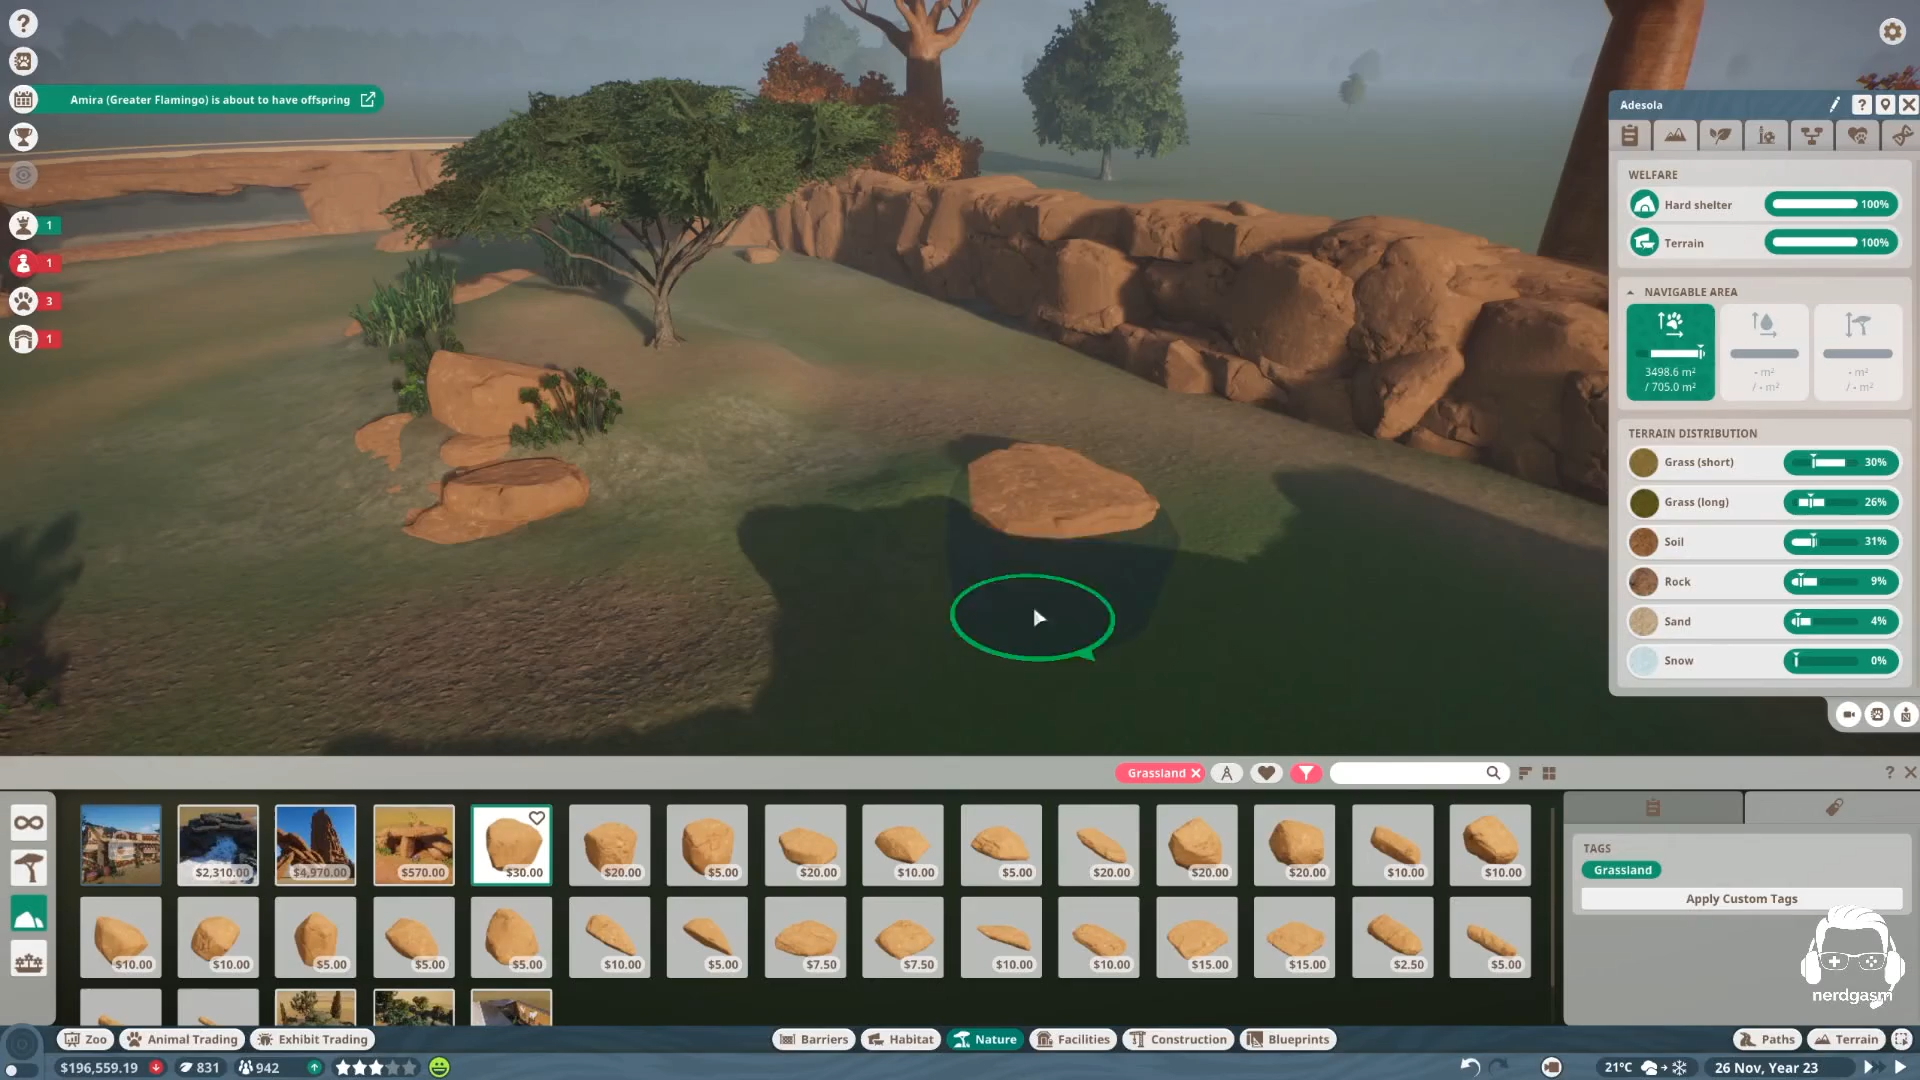 Amira (Greater Flamingo) is about to have offspring
1
1
3
1
Adesola
WELFARE
Hard shelter 100%
Terrain 100%
NAVIGABLE AREA
3498.6 m²
/ 705.0 m²
- m²
/ - m²
- m²
/ - m²
TERRAIN DISTRIBUTION
Grass (short) 30%
Grass (long) 26%
Soil 31%
Rock 9%
Sand 4%
Snow 0%
Grassland
$2,310.00 $4,970.00 $570.00 $30.00 $20.00 $5.00 $20.00 $10.00 $5.00 $20.00 $20.00 $20.00 $10.00 $10.00
$10.00 $10.00 $5.00 $5.00 $5.00 $10.00 $5.00 $7.50 $7.50 $10.00 $10.00 $15.00 $15.00 $2.50 $5.00
TAGS
Grassland
Apply Custom Tags
nerdgasm
Zoo Animal Trading Exhibit Trading Barriers Habitat Nature Facilities Construction Blueprints Paths Terrain
$196,559.19 831 942 21°C 26 Nov, Year 23